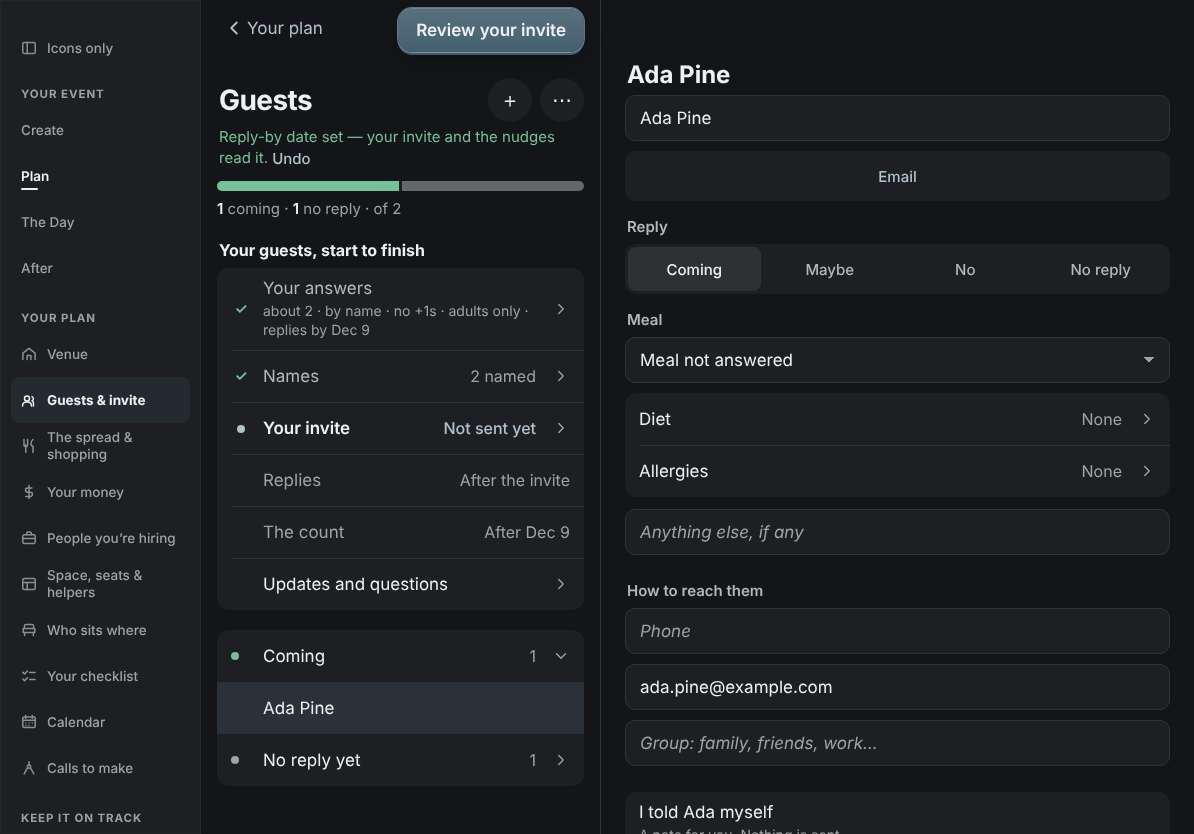 Icons only
YOUR EVENT
Create
Plan
The Day
After
YOUR PLAN
Venue
Guests & invite
The spread &
shopping
Your money
People you're hiring
Space, seats &
helpers
Who sits where
Your checklist
Calendar
Calls to make
KEEP IT ON TRACK
Your plan
Review your invite
Guests
Reply-by date set — your invite and the nudges
read it. Undo
1 coming · 1 no reply · of 2
Your guests, start to finish
Your answers
about 2 · by name · no +1s · adults only ·
replies by Dec 9
Names 2 named
Your invite Not sent yet
Replies After the invite
The count After Dec 9
Updates and questions
Coming 1
Ada Pine
No reply yet 1
Ada Pine
Ada Pine
Email
Reply
Coming Maybe No No reply
Meal
Meal not answered
Diet None
Allergies None
Anything else, if any
How to reach them
Phone
ada.pine@example.com
Group: family, friends, work...
I told Ada myself
A note for you. Nothing is sent